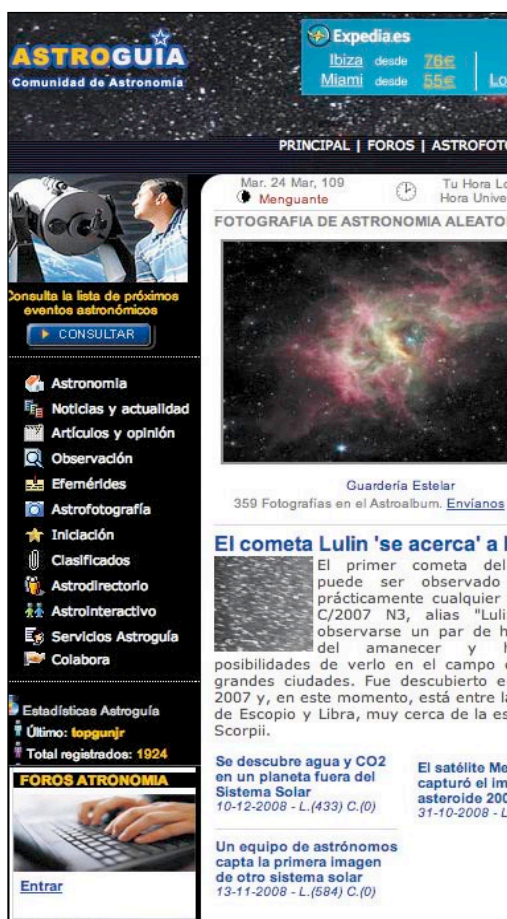 ASTROGUÍA
Comunidad de Astronomía
Expedia.es
Ibiza desde 76€
Miami desde 55€
Lo
PRINCIPAL | FOROS | ASTROFOTO
Mar. 24 Mar, 109
Menguante
Tu Hora Lo
Hora Unive
FOTOGRAFIA DE ASTRONOMIA ALEATO
Consulta la lista de próximos
eventos astronómicos
CONSULTAR
Astronomia
Noticias y actualidad
Artículos y opinión
Observación
Efemérides
Astrofotografía
Iniciación
Clasificados
Astrodirectorio
Astrointeractivo
Servicios Astroguía
Colabora
Estadísticas Astroguía
Último: topgunjr
Total registrados: 1924
FOROS ATRONOMIA
Entrar
Guardería Estelar
359 Fotografías en el Astroalbum. Envíanos
El cometa Lulin 'se acerca' a l
El primer cometa del
puede ser observado
prácticamente cualquier
C/2007 N3, alias "Luli
observarse un par de h
del amanecer y h
posibilidades de verlo en el campo
grandes ciudades. Fue descubierto e
2007 y, en este momento, está entre la
de Escopio y Libra, muy cerca de la es
Scorpii.
Se descubre agua y CO2
en un planeta fuera del
Sistema Solar
10-12-2008 - L.(433) C.(0)
El satélite Me
capturó el im
asteroide 200
31-10-2008 - L
Un equipo de astrónomos
capta la primera imagen
de otro sistema solar
13-11-2008 - L.(584) C.(0)